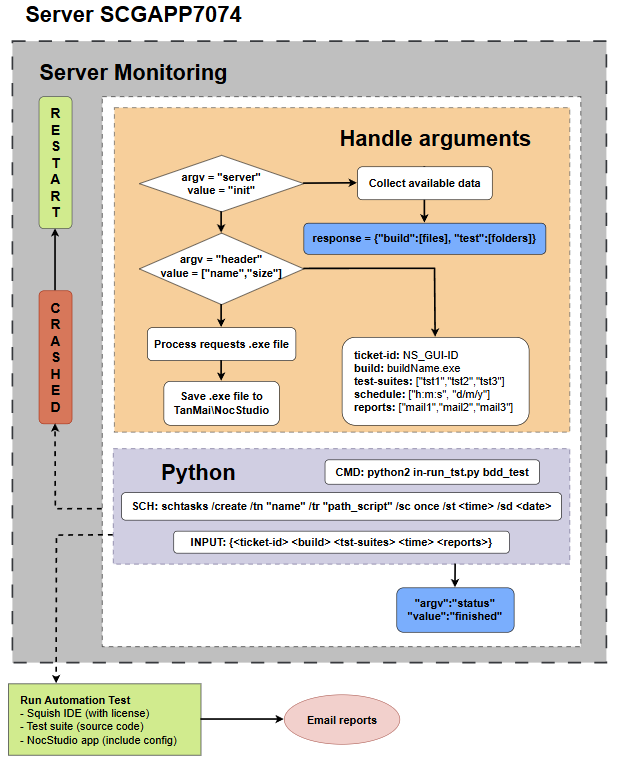 Server SCGAPP7074
Server Monitoring
R
E
S
T
A
R
T
C
R
A
S
H
E
D
Handle arguments
argv = "server"
value = "init"
Collect available data
response = {"build":[files], "test":[folders]}
argv = "header"
value = ["name","size"]
Process requests .exe file
Save .exe file to
TanMai\NocStudio
ticket-id: NS_GUI-ID
build: buildName.exe
test-suites: ["tst1","tst2","tst3"]
schedule: ["h:m:s", "d/m/y"]
reports: ["mail1","mail2","mail3"]
Python
CMD: python2 in-run_tst.py bdd_test
SCH: schtasks /create /tn "name" /tr "path_script" /sc once /st <time> /sd <date>
INPUT: {<ticket-id> <build> <tst-suites> <time> <reports>}
"argv":"status"
"value":"finished"
Run Automation Test
- Squish IDE (with license)
- Test suite (source code)
- NocStudio app (include config)
Email reports